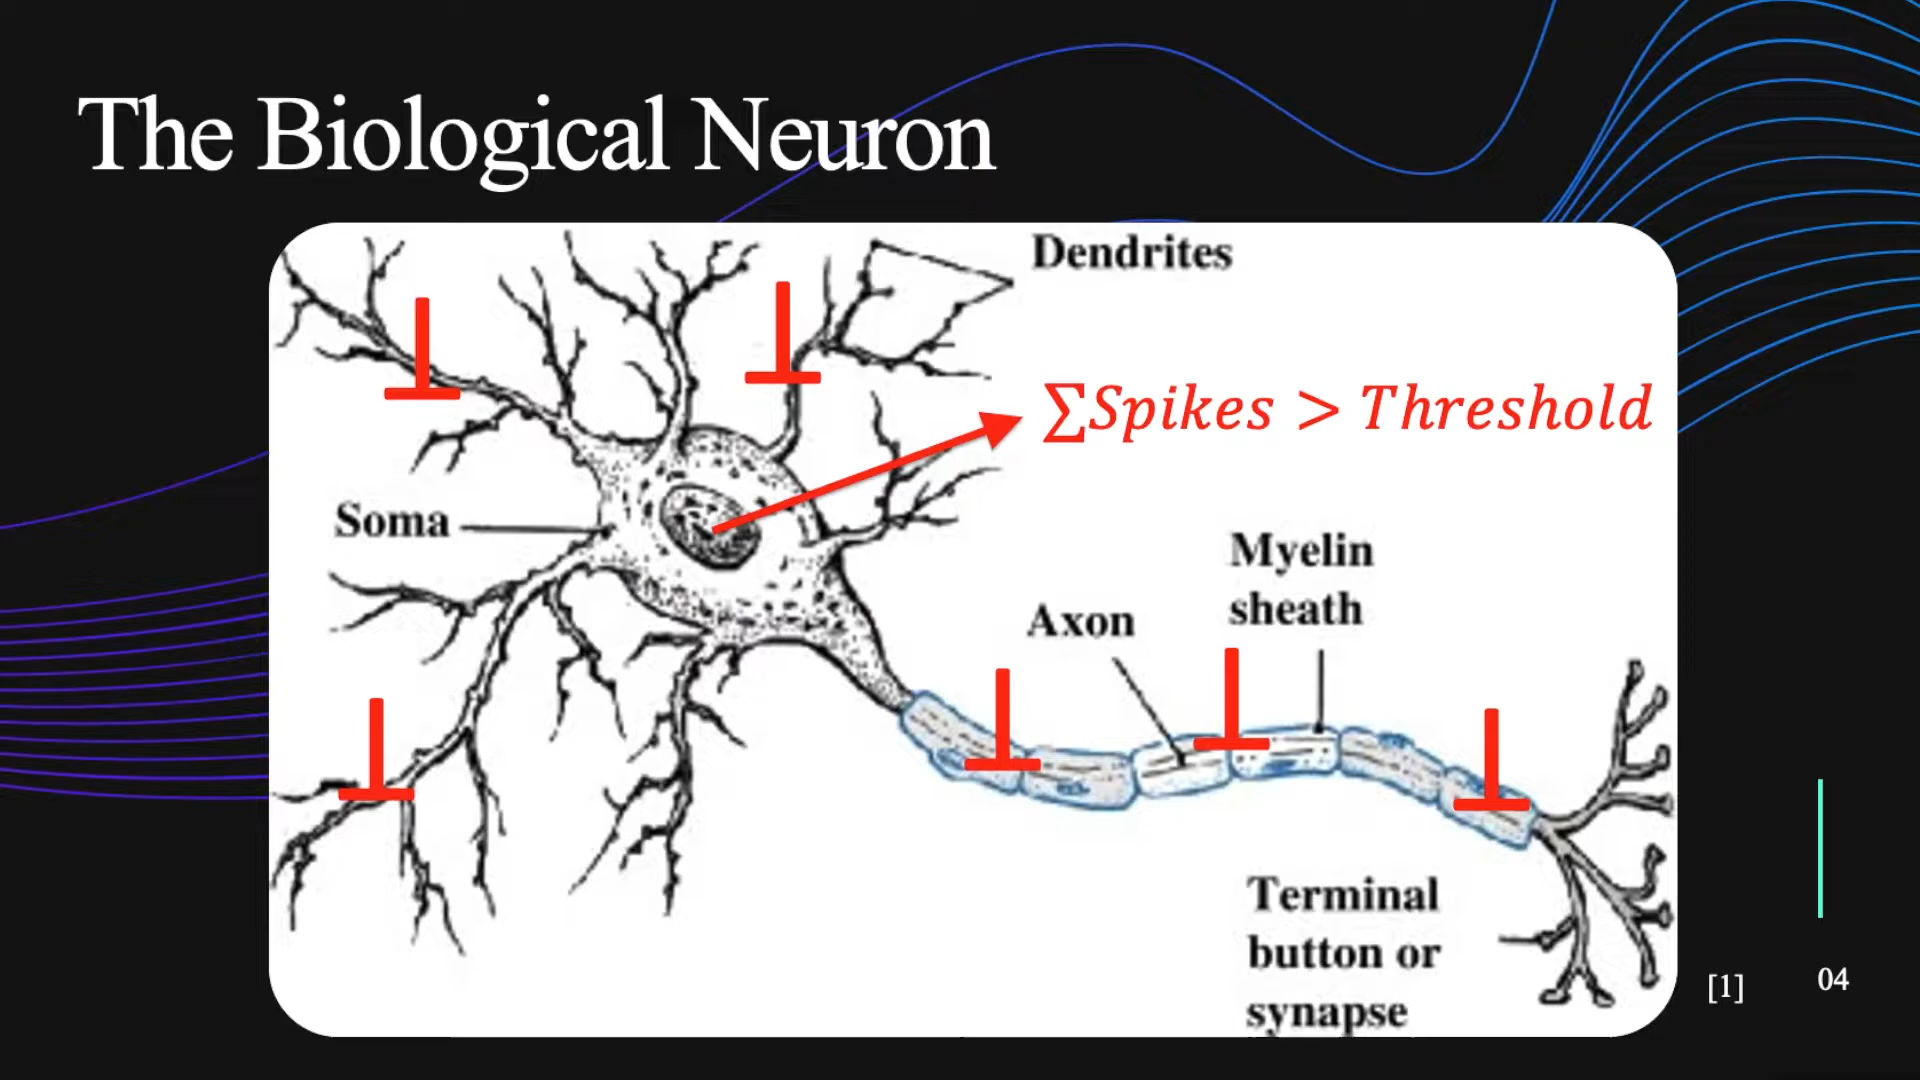 The Biological Neuron
Dendrites
∑Spikes > Threshold
Soma
Myelin
sheath
Axon
Terminal
button or
synapse
[1]
04